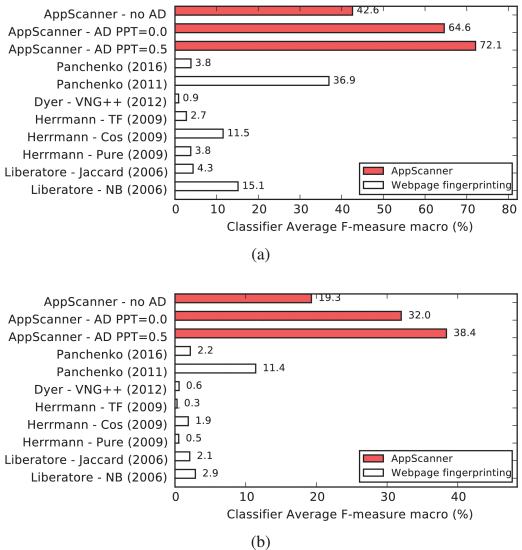 AppScanner - no AD 42.6
AppScanner - AD PPT=0.0 64.6
AppScanner - AD PPT=0.5 72.1
Panchenko (2016) 3.8
Panchenko (2011) 36.9
Dyer - VNG++ (2012) 0.9
Herrmann - TF (2009) 2.7
Herrmann - Cos (2009) 11.5
Herrmann - Pure (2009) 3.8
Liberatore - Jaccard (2006) 4.3
Liberatore - NB (2006) 15.1
AppScanner
Webpage fingerprinting
0 10 20 30 40 50 60 70 80
Classifier Average F-measure macro (%)
(a)
AppScanner - no AD 19.3
AppScanner - AD PPT=0.0 32.0
AppScanner - AD PPT=0.5 38.4
Panchenko (2016) 2.2
Panchenko (2011) 11.4
Dyer - VNG++ (2012) 0.6
Herrmann - TF (2009) 0.3
Herrmann - Cos (2009) 1.9
Herrmann - Pure (2009) 0.5
Liberatore - Jaccard (2006) 2.1
Liberatore - NB (2006) 2.9
AppScanner
Webpage fingerprinting
0 10 20 30 40
Classifier Average F-measure macro (%)
(b)